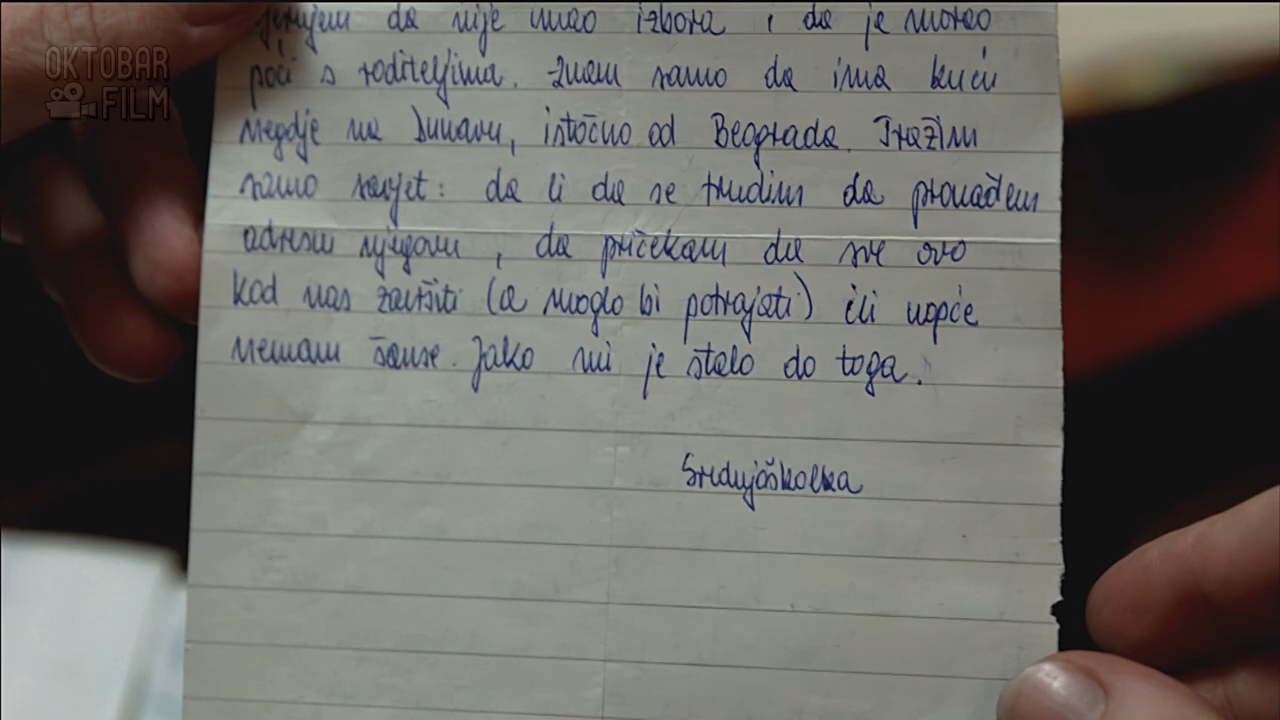 OKTOBAR
FILM
vjerujem da nije imao izbora i da je morao
poći s roditeljima. Znam samo da ima kuću
negdje na Dunavu, istočno od Beograda. Tražim
samo savjet: da li da se trudim da pronađem
adresu njegovu, da pričekam da sve ovo
kod nas završiti (a moglo bi potrajati) ili uopće
nemam šanse. Jako mi je stalo do toga.
Srednjoškolka